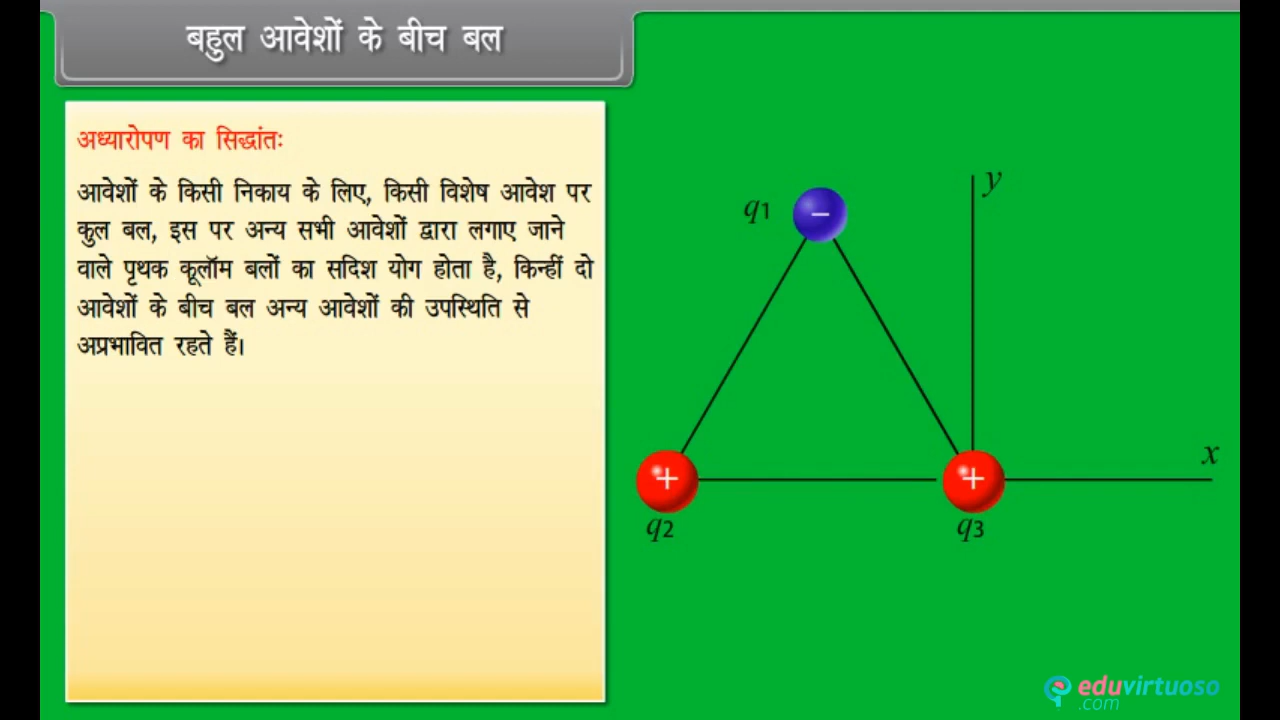 बहुल आवेशों के बीच बल
अध्यारोपण का सिद्धांतः
आवेशों के किसी निकाय के लिए, किसी विशेष आवेश पर
कुल बल, इस पर अन्य सभी आवेशों द्वारा लगाए जाने
वाले पृथक कूलॉम बलों का सदिश योग होता है, किन्हीं दो
आवेशों के बीच बल अन्य आवेशों की उपस्थिति से
अप्रभावित रहते हैं।
y
q1
−
x
+
+
q2
q3
eduvirtuoso
.com